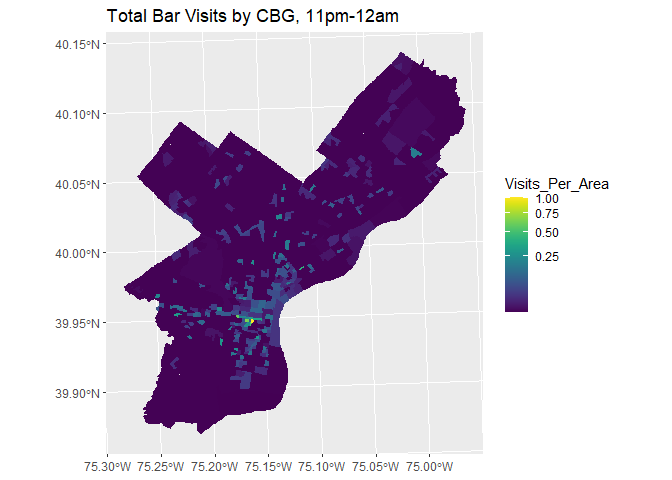 Total Bar Visits by CBG, 11pm-12am
40.15°N
40.10°N
40.05°N
40.00°N
39.95°N
39.90°N
75.30°W 75.25°W 75.20°W 75.15°W 75.10°W 75.05°W 75.00°W
Visits_Per_Area
1.00
0.75
0.50
0.25